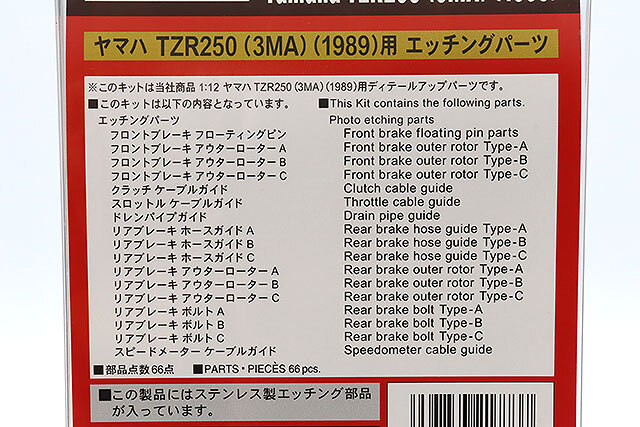 ヤマハ TZR250 (3MA) (1989)用 エッチングパーツ
※このキットは当社商品 1:12 ヤマハ TZR250 (3MA) (1989)用ディテールアップパーツです。
■このキットは以下の内容となっています。
エッチングパーツ
フロントブレーキ フローティングピン
フロントブレーキ アウターローター A
フロントブレーキ アウターローター B
フロントブレーキ アウターローター C
クラッチ ケーブルガイド
スロットル ケーブルガイド
ドレンパイプガイド
リアブレーキ ホースガイド A
リアブレーキ ホースガイド B
リアブレーキ ホースガイド C
リアブレーキ アウターローター A
リアブレーキ アウターローター B
リアブレーキ アウターローター C
リアブレーキ ボルト A
リアブレーキ ボルト B
リアブレーキ ボルト C
スピードメーター ケーブルガイド
■This Kit contains the following parts.
Photo etching parts
Front brake floating pin parts
Front brake outer rotor Type-A
Front brake outer rotor Type-B
Front brake outer rotor Type-C
Clutch cable guide
Throttle cable guide
Drain pipe guide
Rear brake hose guide Type-A
Rear brake hose guide Type-B
Rear brake hose guide Type-C
Rear brake outer rotor Type-A
Rear brake outer rotor Type-B
Rear brake outer rotor Type-C
Rear brake bolt Type-A
Rear brake bolt Type-B
Rear brake bolt Type-C
Speedometer cable guide
■部品点数66点 ■PARTS・PIECÈS 66pcs.
■この製品にはステンレス製エッチング部品
が入っています。